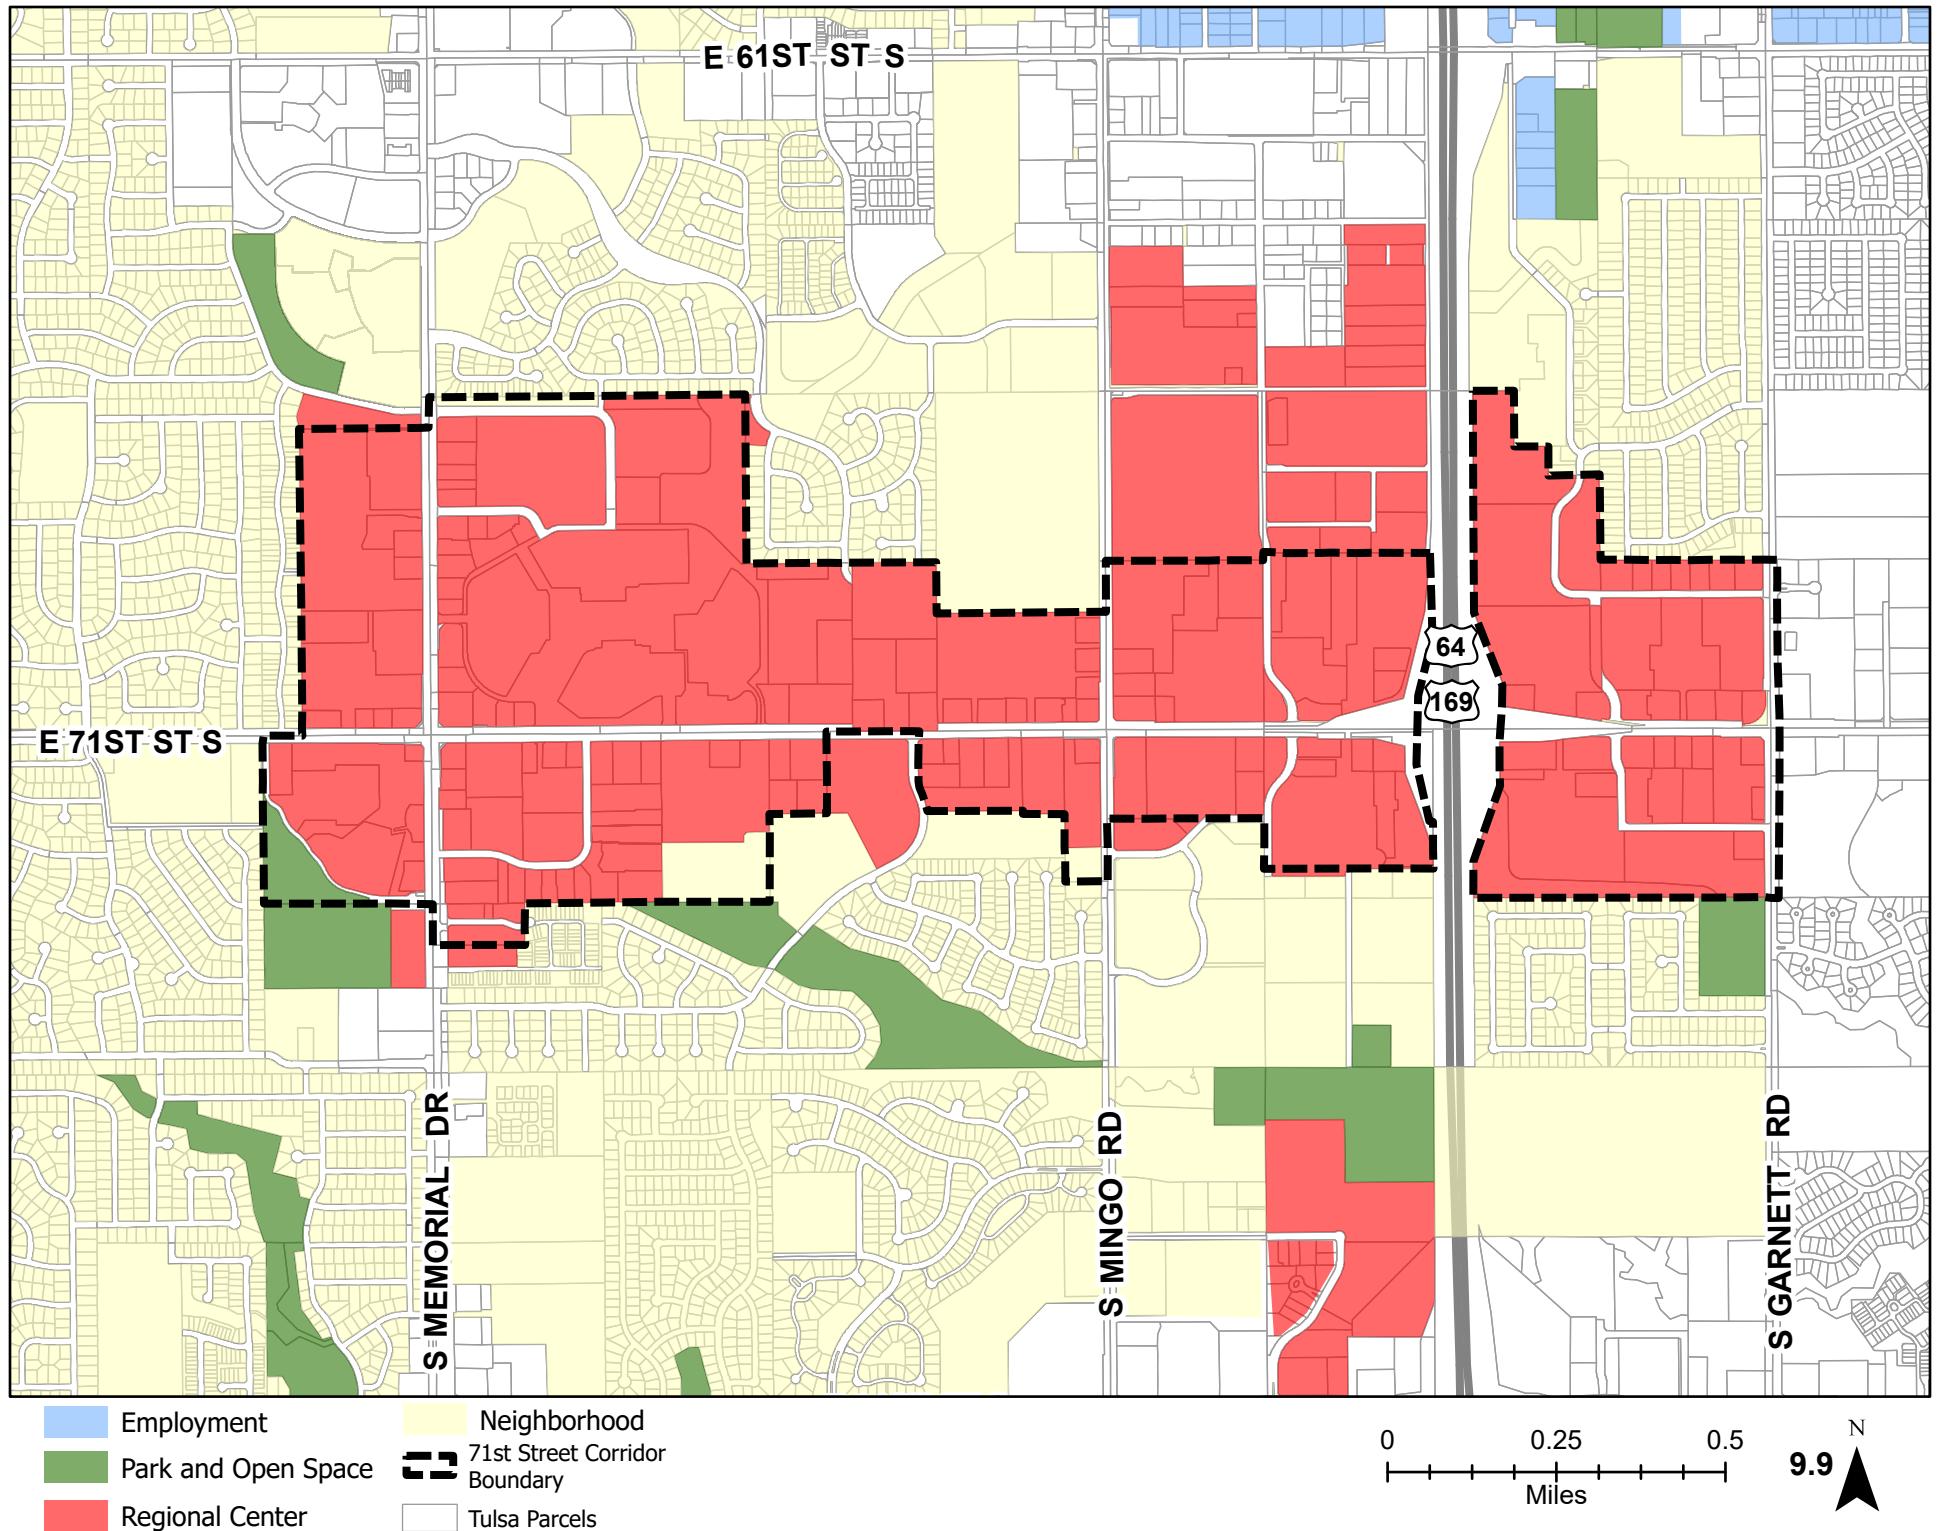 E 61ST ST S
64
169
E 71ST ST S
S MEMORIAL DR
S MINGO RD
S GARNETT RD
Employment
Park and Open Space
Regional Center
Neighborhood
71st Street Corridor
Boundary
Tulsa Parcels
0 0.25 0.5
Miles
9.9
N